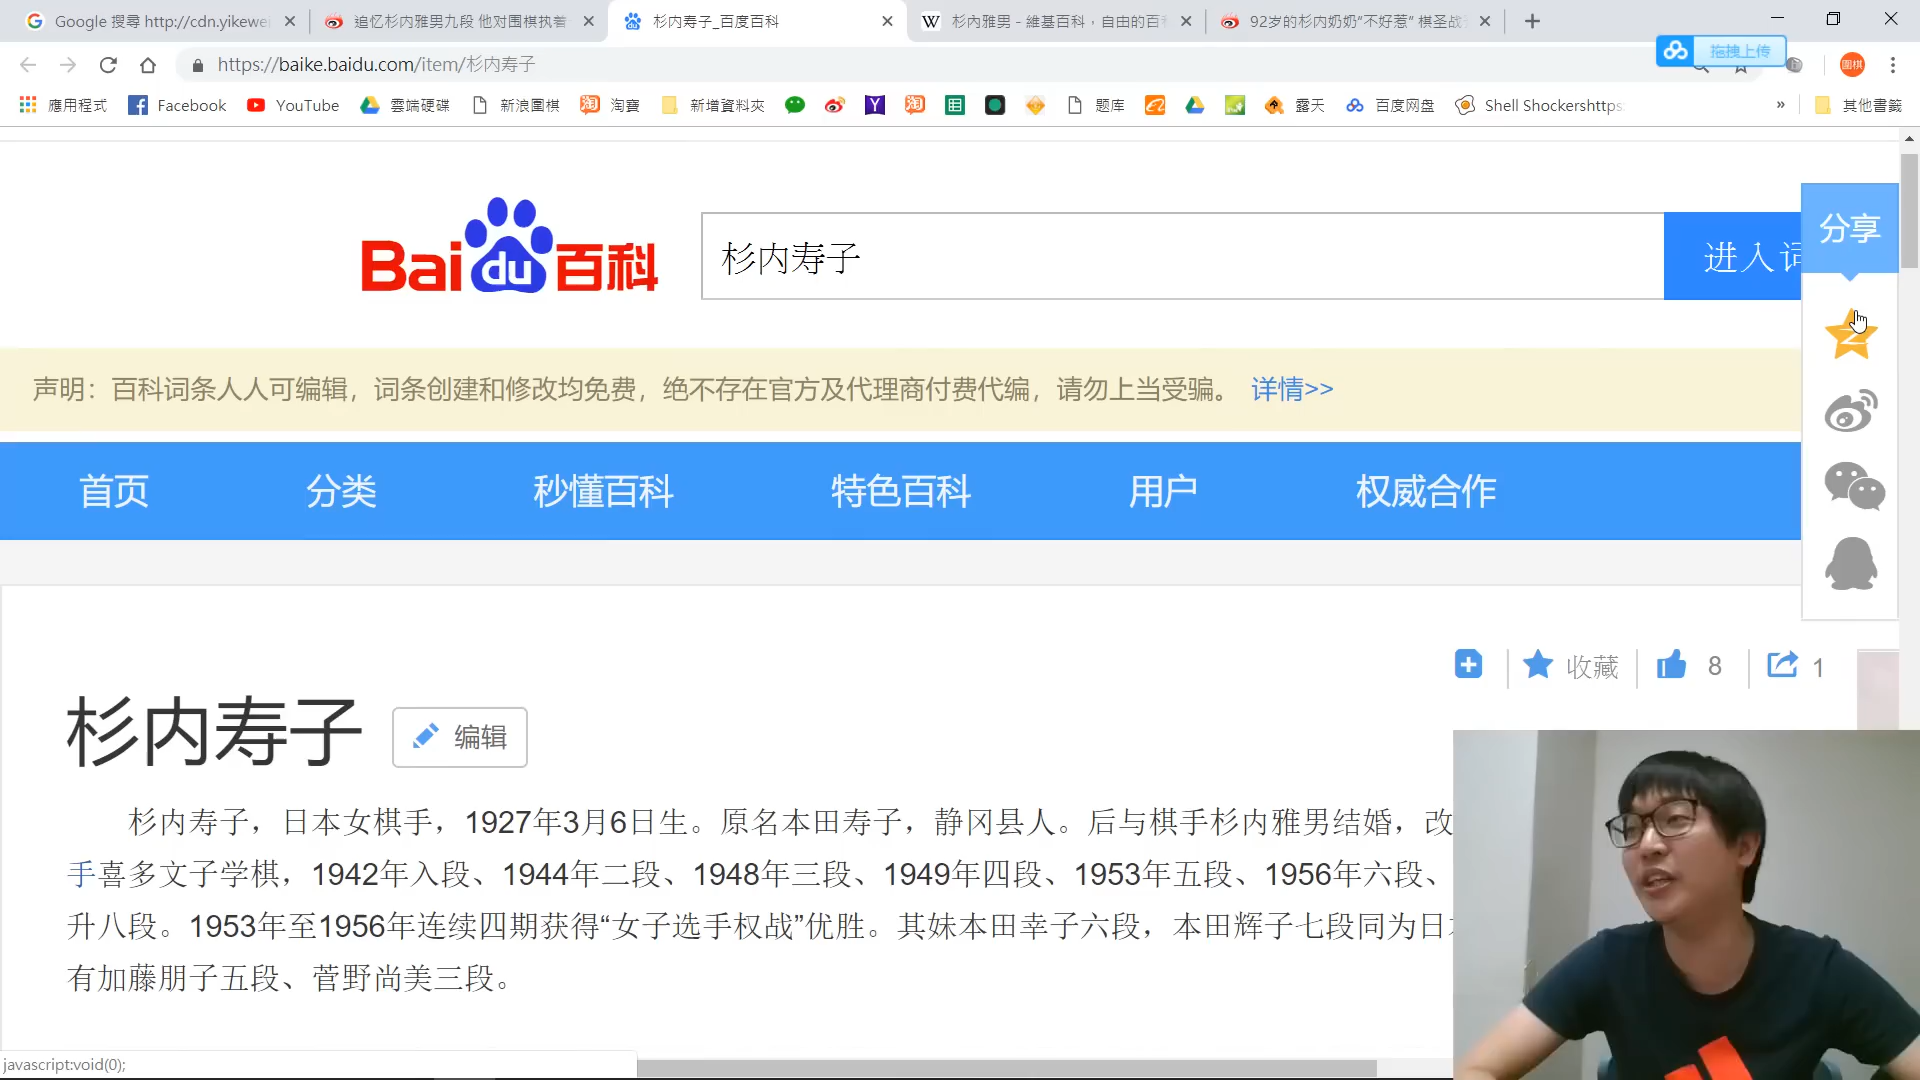 Google 搜尋 http://cdn.yikewei
追忆杉内雅男九段 他对围棋执着
杉内寿子_百度百科
杉內雅男 - 維基百科，自由的百科
92岁的杉内奶奶"不好惹" 棋圣战
https://baike.baidu.com/item/杉内寿子
拖拽上传
圍棋
應用程式
Facebook
YouTube
雲端硬碟
新浪圍棋
淘寶
新增資料夾
题库
露天
百度网盘
Shell Shockershttps:
»
其他書籤
Bai du 百科
杉内寿子
进入词
分享
声明：百科词条人人可编辑，词条创建和修改均免费，绝不存在官方及代理商付费代编，请勿上当受骗。 详情>>
首页
分类
秒懂百科
特色百科
用户
权威合作
收藏
8
1
杉内寿子
编辑
杉内寿子，日本女棋手，1927年3月6日生。原名本田寿子，静冈县人。后与棋手杉内雅男结婚，改
手喜多文子学棋，1942年入段、1944年二段、1948年三段、1949年四段、1953年五段、1956年六段、
升八段。1953年至1956年连续四期获得“女子选手权战”优胜。其妹本田幸子六段，本田辉子七段同为日
有加藤朋子五段、菅野尚美三段。
javascript:void(0);